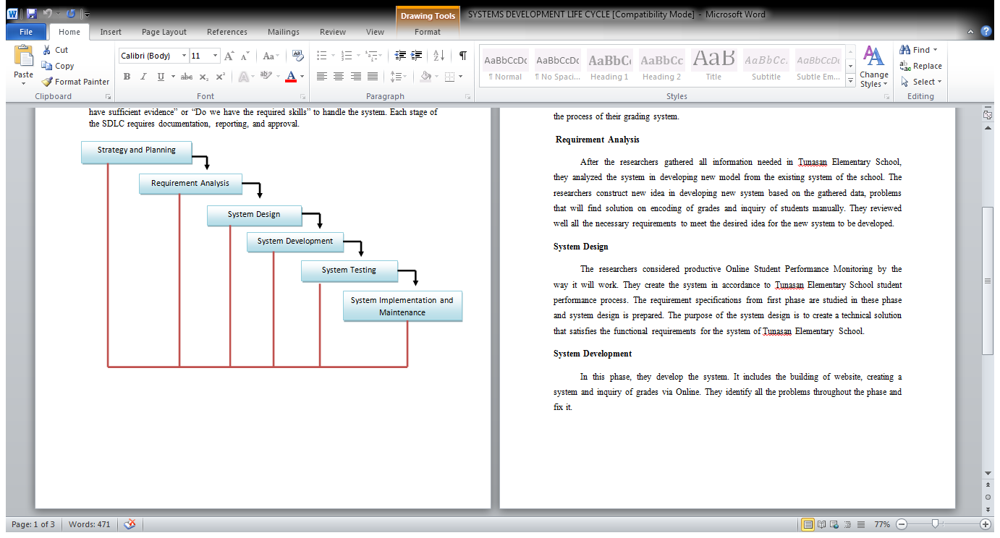 Drawing Tools
SYSTEMS DEVELOPMENT LIFE CYCLE [Compatibility Mode] - Microsoft Word
File Home Insert Page Layout References Mailings Review View Format
Paste
Cut
Copy
Format Painter
Clipboard
Calibri (Body) 11
Font
Paragraph
AaBbCcDc AaBbCcDc AaBbC AaBbCc AaB AaBbCc. AaBbCcDc
¶ Normal ¶ No Spaci... Heading 1 Heading 2 Title Subtitle Subtle Em...
Styles
Change
Styles
Find
Replace
Select
Editing
have sufficient evidence” or “Do we have the required skills” to handle the system. Each stage of
the SDLC requires documentation, reporting, and approval.
Strategy and Planning
Requirement Analysis
System Design
System Development
System Testing
System Implementation and
Maintenance
the process of their grading system.
Requirement Analysis
After the researchers gathered all information needed in Tunasan Elementary School,
they analyzed the system in developing new model from the existing system of the school. The
researchers construct new idea in developing new system based on the gathered data, problems
that will find solution on encoding of grades and inquiry of students manually. They reviewed
well all the necessary requirements to meet the desired idea for the new system to be developed.
System Design
The researchers considered productive Online Student Performance Monitoring by the
way it will work. They create the system in accordance to Tunasan Elementary School student
performance process. The requirement specifications from first phase are studied in these phase
and system design is prepared. The purpose of the system design is to create a technical solution
that satisfies the functional requirements for the system of Tunasan Elementary School.
System Development
In this phase, they develop the system. It includes the building of website, creating a
system and inquiry of grades via Online. They identify all the problems throughout the phase and
fix it.
Page: 1 of 3 Words: 471
77%